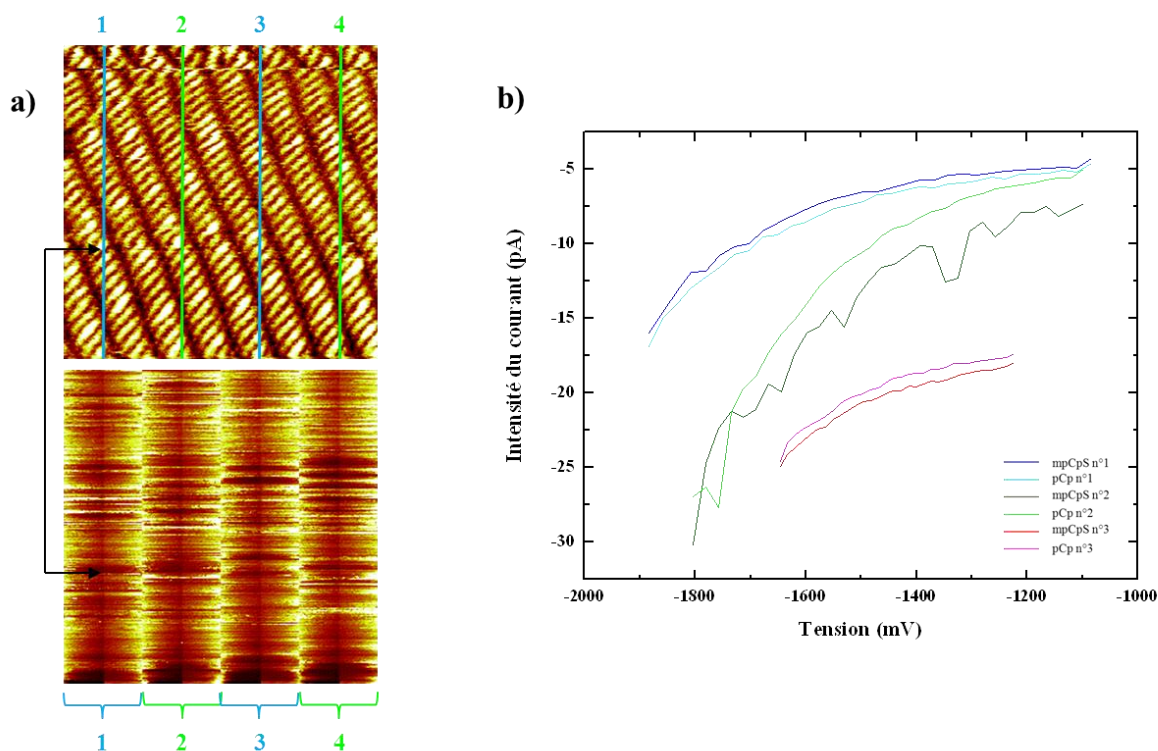 1 2 3 4
a)
1 2 3 4
b)
Intensité du courant (pA)
-5
-10
-15
-20
-25
-30
-2000 -1800 -1600 -1400 -1200 -1000
Tension (mV)
mpCpS n°1
pCp n°1
mpCpS n°2
pCp n°2
mpCpS n°3
pCp n°3